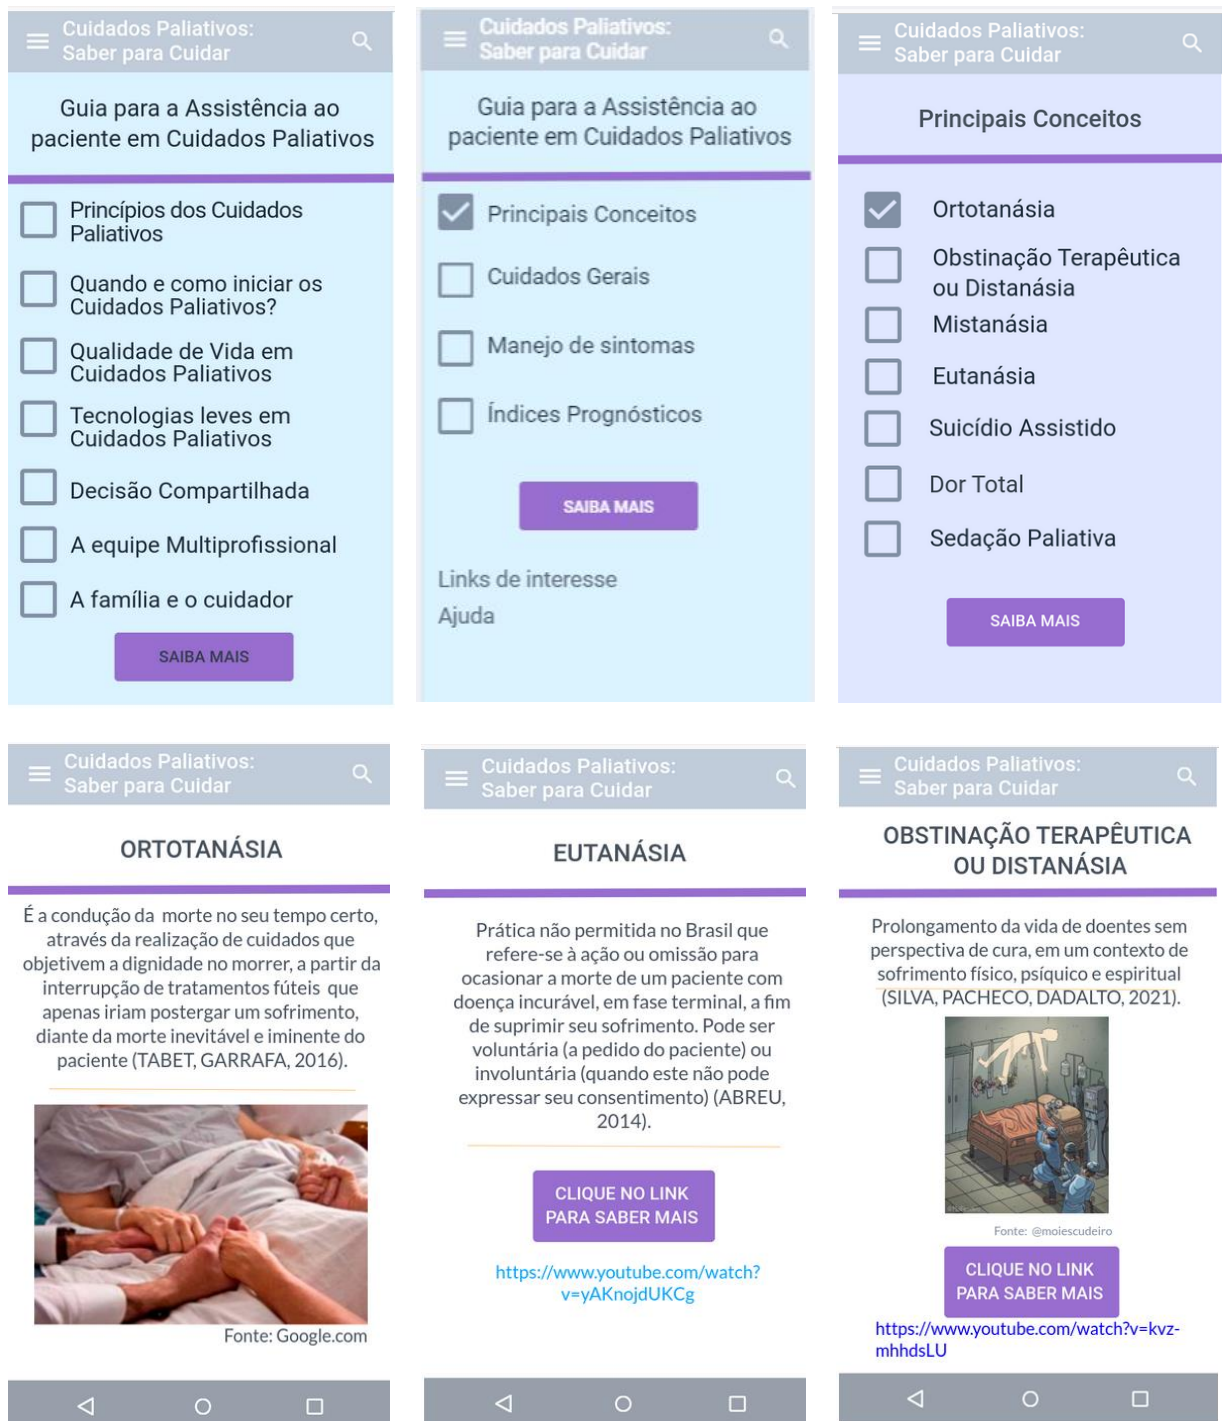 Cuidados Paliativos:
Saber para Cuidar
Guia para a Assistência ao
paciente em Cuidados Paliativos
Princípios dos Cuidados
Paliativos
Quando e como iniciar os
Cuidados Paliativos?
Qualidade de Vida em
Cuidados Paliativos
Tecnologias leves em
Cuidados Paliativos
Decisão Compartilhada
A equipe Multiprofissional
A família e o cuidador
SAIBA MAIS
Cuidados Paliativos:
Saber para Cuidar
Guia para a Assistência ao
paciente em Cuidados Paliativos
Principais Conceitos
Cuidados Gerais
Manejo de sintomas
Índices Prognósticos
SAIBA MAIS
Links de interesse
Ajuda
Cuidados Paliativos:
Saber para Cuidar
Principais Conceitos
Ortotanásia
Obstinação Terapêutica
ou Distanásia
Mistanásia
Eutanásia
Suicídio Assistido
Dor Total
Sedação Paliativa
SAIBA MAIS
Cuidados Paliativos:
Saber para Cuidar
ORTOTANÁSIA
É a condução da morte no seu tempo certo,
através da realização de cuidados que
objetivem a dignidade no morrer, a partir da
interrupção de tratamentos fúteis que
apenas iriam postergar um sofrimento,
diante da morte inevitável e iminente do
paciente (TABET, GARRAFA, 2016).
Fonte: Google.com
Cuidados Paliativos:
Saber para Cuidar
EUTANÁSIA
Prática não permitida no Brasil que
refere-se à ação ou omissão para
ocasionar a morte de um paciente com
doença incurável, em fase terminal, a fim
de suprimir seu sofrimento. Pode ser
voluntária (a pedido do paciente) ou
involuntária (quando este não pode
expressar seu consentimento) (ABREU,
2014).
CLIQUE NO LINK
PARA SABER MAIS
https://www.youtube.com/watch?
v=yAKnojdUKCg
Cuidados Paliativos:
Saber para Cuidar
OBSTINAÇÃO TERAPÊUTICA
OU DISTANÁSIA
Prolongamento da vida de doentes sem
perspectiva de cura, em um contexto de
sofrimento físico, psíquico e espiritual
(SILVA, PACHECO, DADALTO, 2021).
Fonte: @moiescudeiro
CLIQUE NO LINK
PARA SABER MAIS
https://www.youtube.com/watch?v=kvz-
mhhdsLU